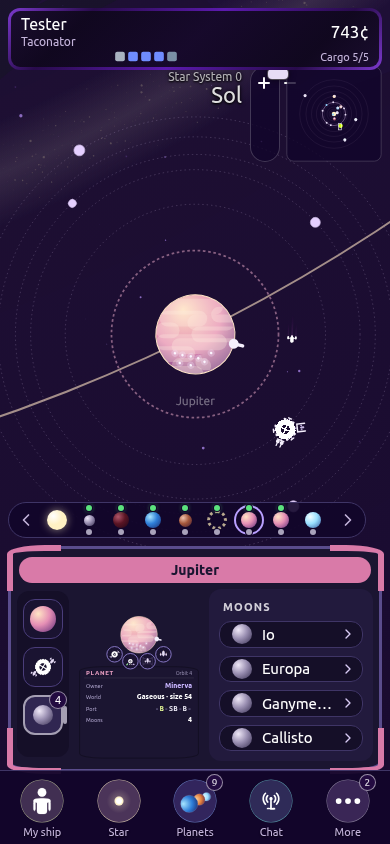 Tester
Taconator
743¢
Cargo 5/5
Star System 0
Sol
Jupiter
Jupiter
4
PLANET
Orbit 4
Owner
Minerva
World
Gaseous · size 54
Port
B · SB · B
Moons
4
MOONS
Io
Europa
Ganyme...
Callisto
My ship
Star
9
Planets
Chat
2
More